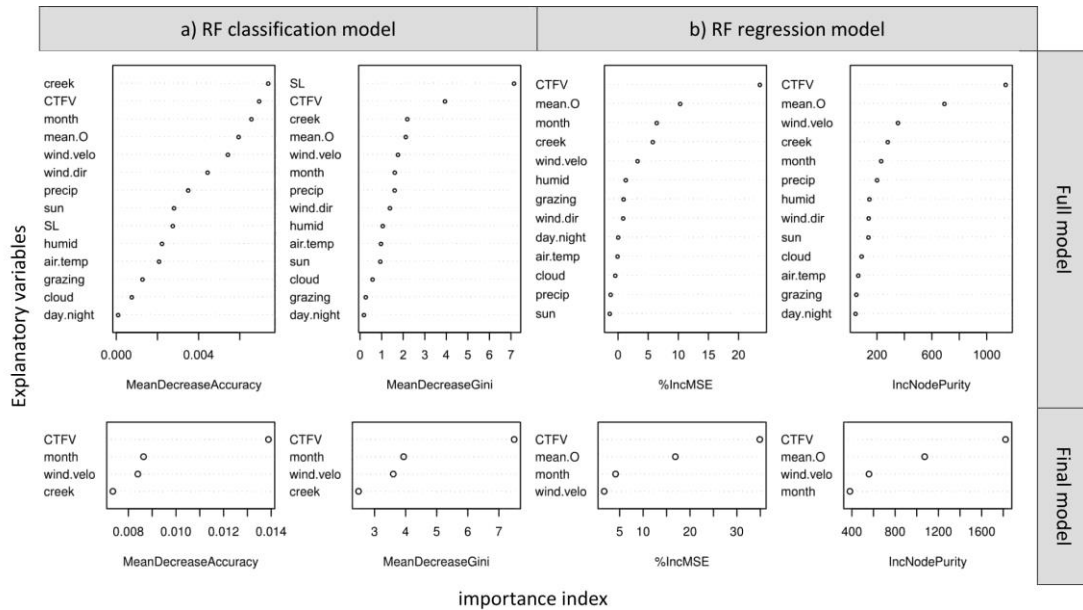 a) RF classification model
b) RF regression model
Explanatory variables
Full model
creek
CTFV
month
mean.O
wind.velo
wind.dir
precip
sun
SL
humid
air.temp
grazing
cloud
day.night
0.000 0.004
MeanDecreaseAccuracy
SL
CTFV
creek
mean.O
wind.velo
month
precip
wind.dir
humid
air.temp
sun
cloud
grazing
day.night
0 1 2 3 4 5 6 7
MeanDecreaseGini
CTFV
mean.O
month
creek
wind.velo
humid
grazing
wind.dir
day.night
air.temp
cloud
precip
sun
0 5 10 15 20
%IncMSE
CTFV
mean.O
wind.velo
creek
month
precip
humid
wind.dir
sun
cloud
air.temp
grazing
day.night
200 600 1000
IncNodePurity
Final model
CTFV
month
wind.velo
creek
0.008 0.010 0.012 0.014
MeanDecreaseAccuracy
CTFV
month
wind.velo
creek
3 4 5 6 7
MeanDecreaseGini
CTFV
mean.O
month
wind.velo
5 10 20 30
%IncMSE
CTFV
mean.O
wind.velo
month
400 800 1200 1600
IncNodePurity
importance index